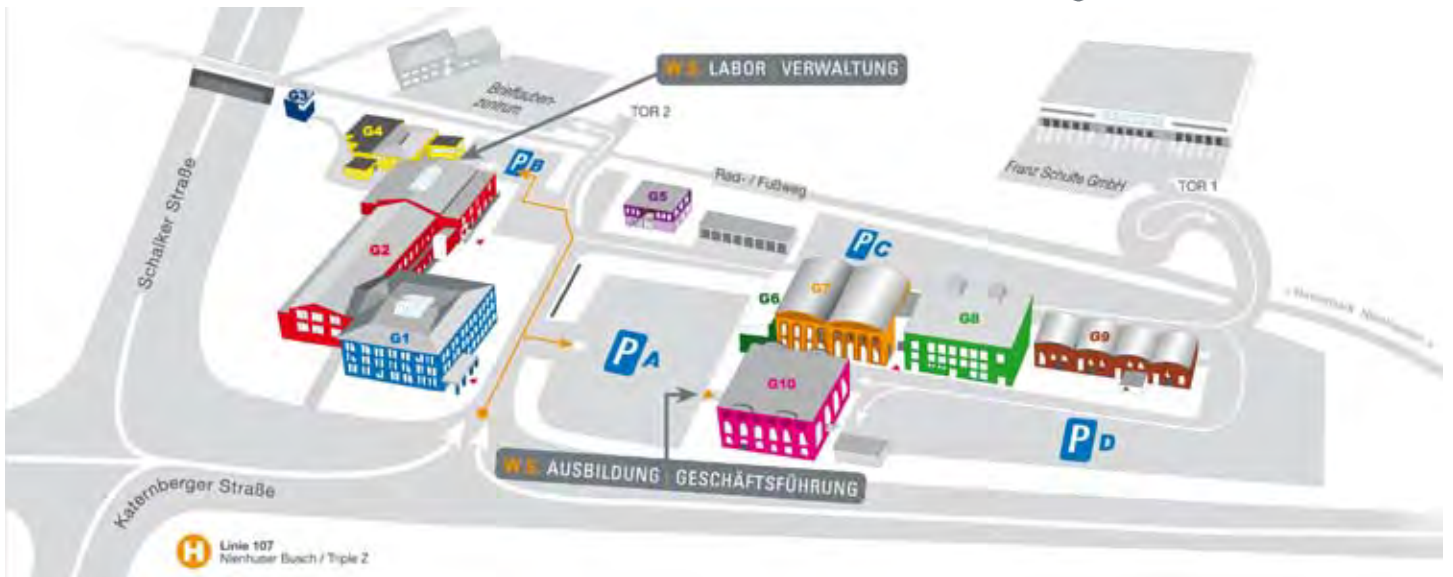 W.S. LABOR VERWALTUNG
Brieftauben-
zentrum
TOR 2
G3
G4
P B
Schalker Straße
Franz Schulte GmbH
TOR 1
Rad- / Fußweg
G5
P C
G2
G6
G7
G8
G9
G1
P A
G10
P D
W.S. AUSBILDUNG GESCHÄFTSFÜHRUNG
Katernberger Straße
H
Linie 107
Nienhuser Busch / Triple Z